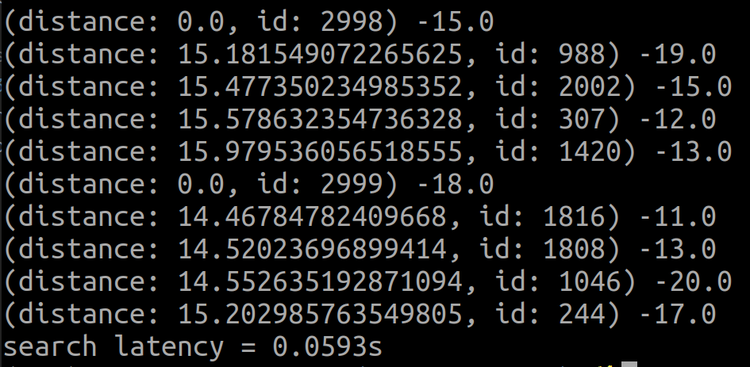 (distance: 0.0, id: 2998) -15.0
(distance: 15.181549072265625, id: 988) -19.0
(distance: 15.477350234985352, id: 2002) -15.0
(distance: 15.578632354736328, id: 307) -12.0
(distance: 15.979536056518555, id: 1420) -13.0
(distance: 0.0, id: 2999) -18.0
(distance: 14.46784782409668, id: 1816) -11.0
(distance: 14.52023696899414, id: 1808) -13.0
(distance: 14.552635192871094, id: 1046) -20.0
(distance: 15.202985763549805, id: 244) -17.0
search latency = 0.0593s